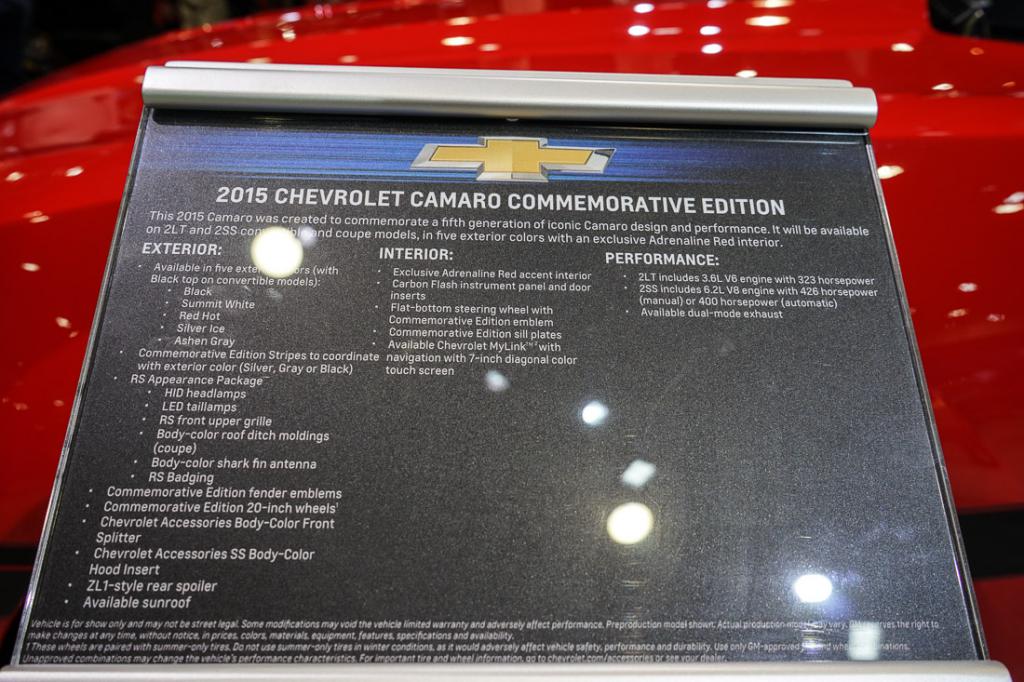 2015 CHEVROLET CAMARO COMMEMORATIVE EDITION
This 2015 Camaro was created to commemorate a fifth generation of iconic Camaro design and performance. It will be available
on 2LT and 2SS and coupe models, in five exterior colors with an exclusive Adrenaline Red interior.
EXTERIOR:
• Available in five colors (with
Black top on convertible models):
• Black
• Summit White
• Red Hot
• Silver Ice
• Ashen Gray
• Commemorative Edition Stripes to coordinate
with exterior color (Silver, Gray or Black)
• RS Appearance Package
• HID headlamps
• LED taillamps
• RS front upper grille
• Body-color roof ditch moldings
(coupe)
• Body-color shark fin antenna
• RS Badging
• Commemorative Edition fender emblems
• Commemorative Edition 20-inch wheels¹
• Chevrolet Accessories Body-Color Front
Splitter
• Chevrolet Accessories SS Body-Color
Hood Insert
• ZL1-style rear spoiler
• Available sunroof
INTERIOR:
• Exclusive Adrenaline Red accent interior
• Carbon Flash instrument panel and door
inserts
• Flat-bottom steering wheel with
Commemorative Edition emblem
• Commemorative Edition sill plates
• Available Chevrolet MyLink™ with
navigation with 7-inch diagonal color
touch screen
PERFORMANCE:
• 2LT includes 3.6L V6 engine with 323 horsepower
• 2SS includes 6.2L V8 engine with 426 horsepower
(manual) or 400 horsepower (automatic)
• Available dual-mode exhaust
Vehicle is for show only and may not be street legal. Some modifications may void the vehicle limited warranty and adversely affect performance. Preproduction model shown. Actual production model may vary. GM reserves the right to
make changes at any time, without notice, in prices, colors, materials, equipment, features, specifications and availability.
1 These wheels are paired with summer-only tires. Do not use summer-only tires in winter conditions, as it would adversely affect vehicle safety, performance and durability. Use only GM-approved and wheel
Unapproved combinations may change the vehicle's performance characteristics. For important tire and wheel information, go to chevrolet.com/accessories or see your dealer.